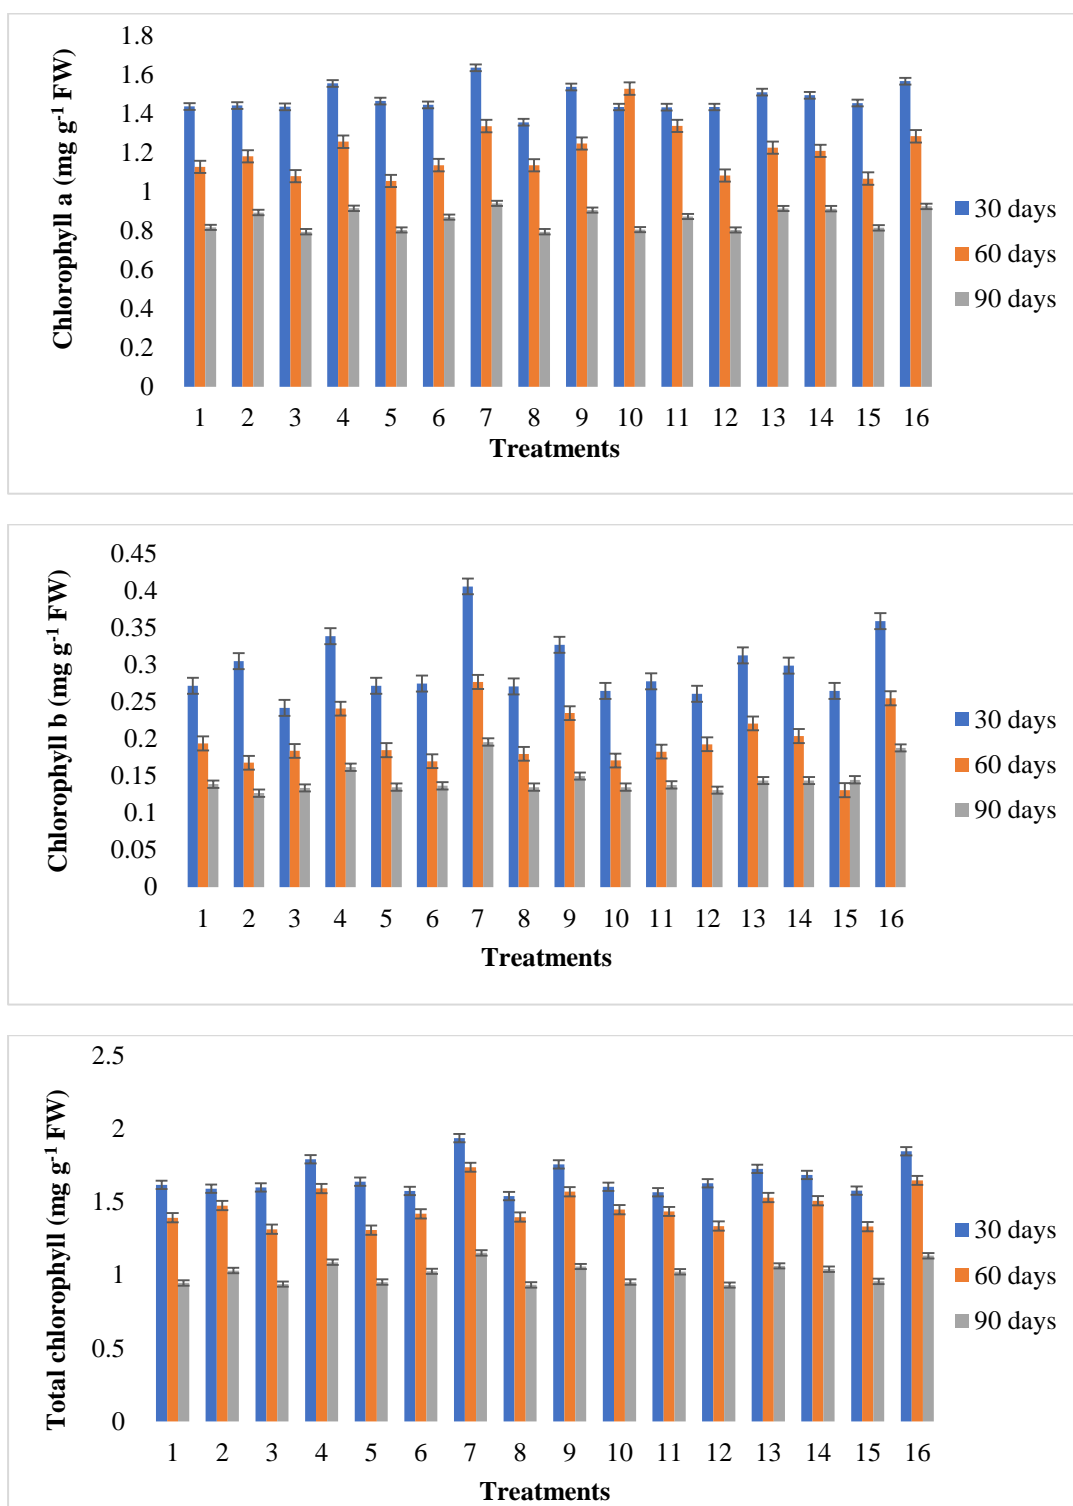 Chlorophyll a (mg g-1 FW)
1.8
1.6
1.4
1.2
1
0.8
0.6
0.4
0.2
0
1 2 3 4 5 6 7 8 9 10 11 12 13 14 15 16
Treatments
30 days
60 days
90 days
Chlorophyll b (mg g-1 FW)
0.45
0.4
0.35
0.3
0.25
0.2
0.15
0.1
0.05
0
1 2 3 4 5 6 7 8 9 10 11 12 13 14 15 16
Treatments
30 days
60 days
90 days
Total chlorophyll (mg g-1 FW)
2.5
2
1.5
1
0.5
0
1 2 3 4 5 6 7 8 9 10 11 12 13 14 15 16
Treatments
30 days
60 days
90 days